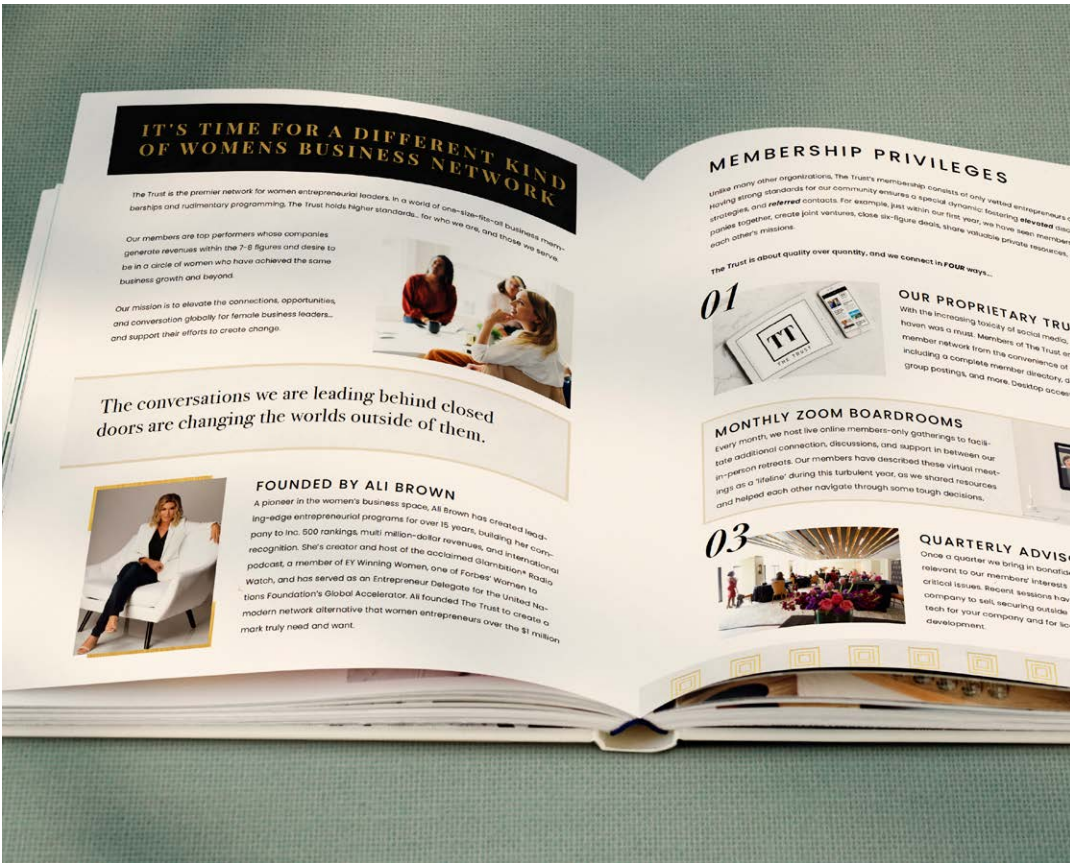 IT'S TIME FOR A DIFFERENT KIND
OF WOMENS BUSINESS NETWORK
The Trust is the premier network for women entrepreneurial leaders. In a world of one-size-fits-all business mem-
berships and rudimentary programming, The Trust holds higher standards... for who we are, and those we serve.
Our members are top performers whose companies
generate revenues within the 7-8 figures and desire to
be in a circle of women who have achieved the same
business growth and beyond.
Our mission is to elevate the connections, opportunities,
and conversation globally for female business leaders...
and support their efforts to create change.
The conversations we are leading behind closed
doors are changing the worlds outside of them.
FOUNDED BY ALI BROWN
A pioneer in the women's business space, Ali Brown has created lead-
ing-edge entrepreneurial programs for over 15 years, building her com-
pany to Inc. 500 rankings, multi million-dollar revenues, and international
recognition. She's creator and host of the acclaimed Glambition® Radio
podcast, a member of EY Winning Women, one of Forbes' Women to
Watch, and has served as an Entrepreneur Delegate for the United Na-
tions Foundation's Global Accelerator. Ali founded The Trust to create a
modern network alternative that women entrepreneurs over the $1 million
mark truly need and want.
MEMBERSHIP PRIVILEGES
Unlike many other organizations, The Trust's membership consists of only vetted entrepreneurs
Having strong standards for our community ensures a special dynamic: fostering elevated
strategies, and referred contacts. For example, just within our first year, we have seen
panies together, create joint ventures, close six-figure deals, share valuable private resources,
each other's missions.
The Trust is about quality over quantity, and we connect in FOUR ways...
01
TT
THE TRUST
OUR PROPRIETARY
With the increasing toxicity of social media,
haven was a must. Members of The Trust
member network from the convenience of
including a complete member directory,
group postings, and more. Desktop
MONTHLY ZOOM BOARDROOMS
Every month, we host live online members-only gatherings to facili-
tate additional connection, discussions, and support in between our
in-person retreats. Our members have described these virtual meet-
ings as a 'lifeline' during this turbulent year, as we shared resources
and helped each other navigate through some tough decisions.
03
QUARTERLY
Once a quarter we bring in
relevant to our members' interests
critical issues. Recent sessions
company to sell, securing outside
tech for your company and for
development.